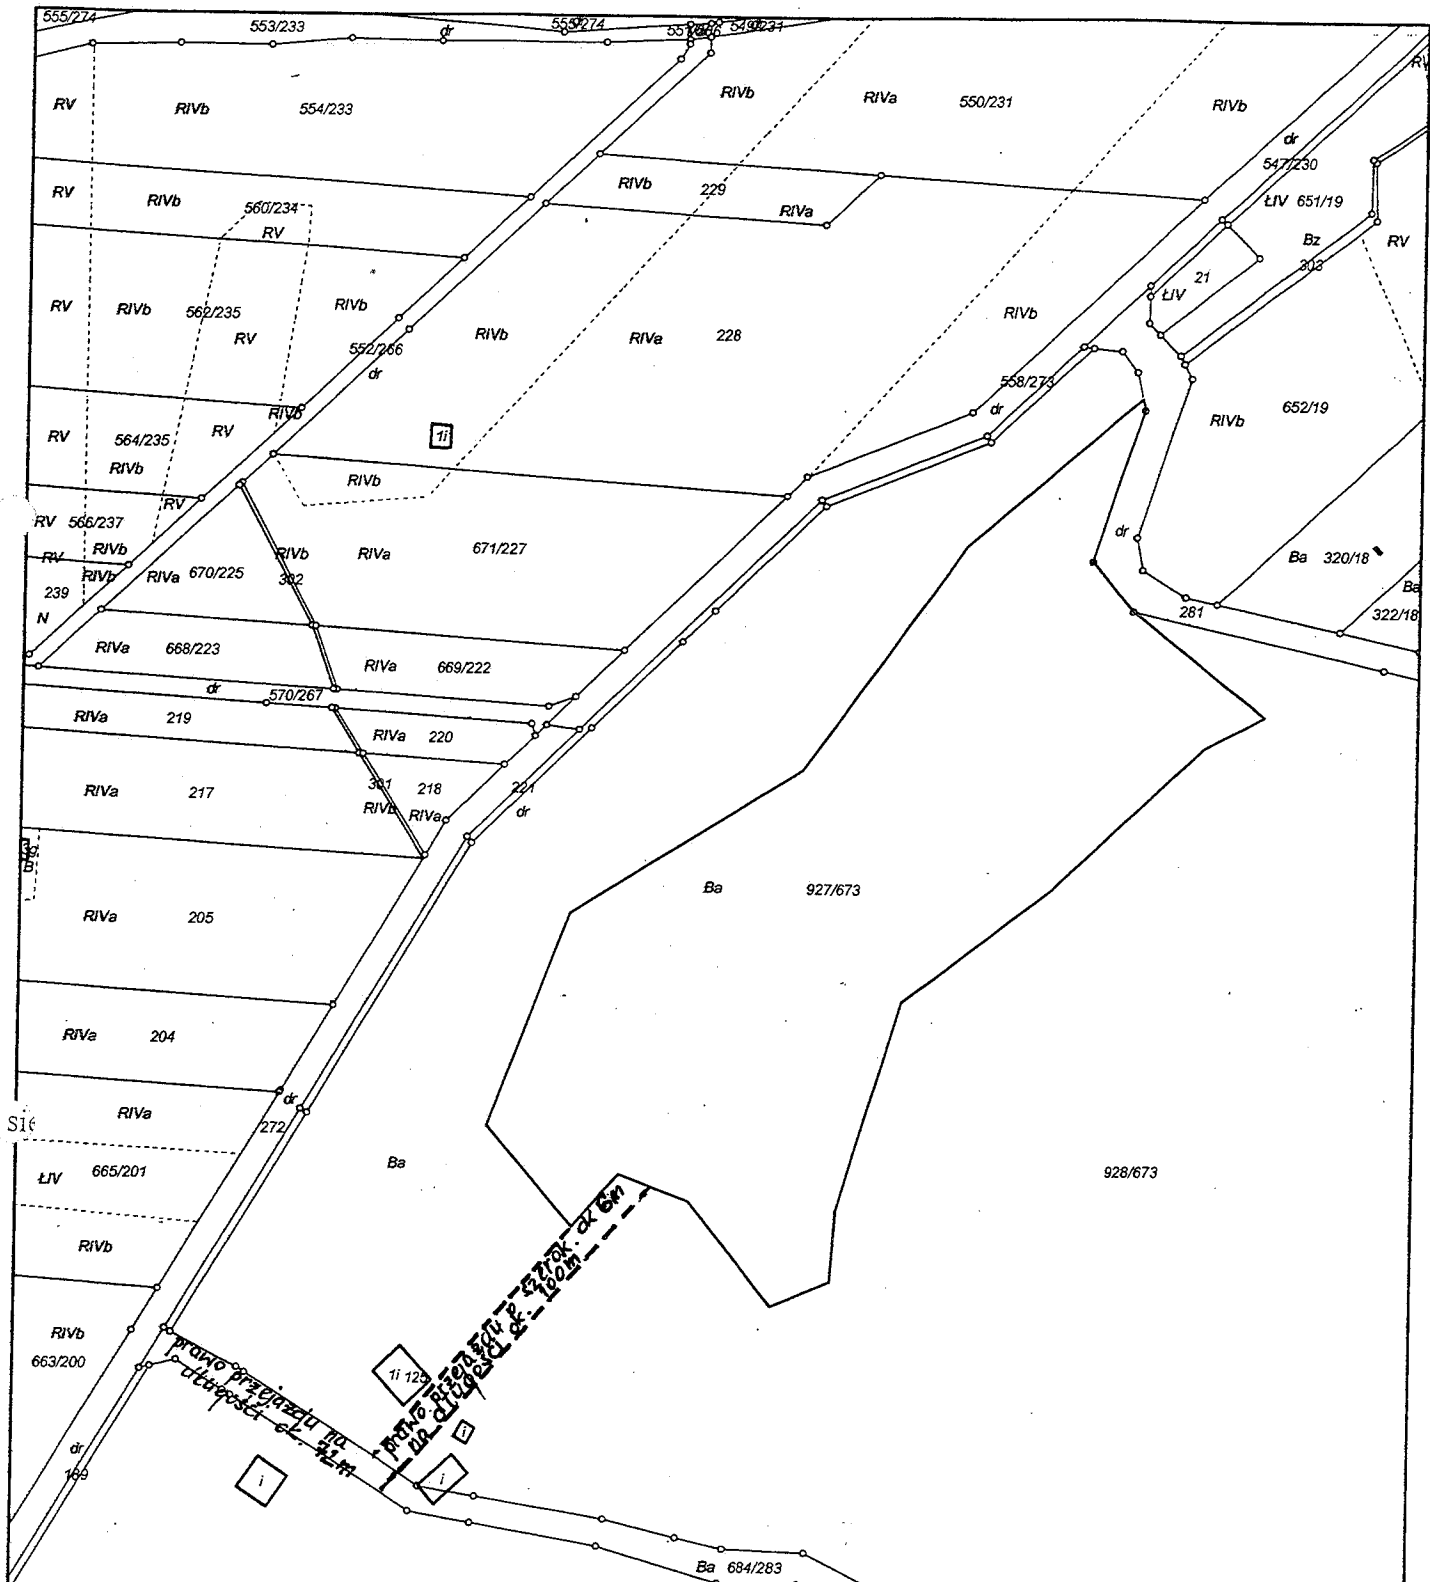 555/274
553/233
dr
555/274
549/231
RV
RIVb
554/233
RIVb
RIVa
550/231
RIVb
dr
547/230
RV
RIVb
560/234
RV
RIVb
229
RIVa
ŁIV 651/19
Bz
303
RV
21
ŁIV
RV
RIVb
562/235
RV
RIVb
552/266
dr
RIVb
RIVa
228
RIVb
558/273
dr
RIVb
652/19
RIVb
RV
564/235
RV
RIVb
1i
RIVb
RV
RV 566/237
RV
RIVb
RIVb
RIVa
670/225
239
N
RIVb
302
RIVa
671/227
dr
Ba 320/18
Ba
322/18
281
RIVa
668/223
RIVa
669/222
dr
570/267
RIVa
219
RIVa
220
RIVa
217
301
218
RIVb
RIVa
221
dr
B
RIVa
205
Ba
927/673
RIVa
204
RIVa
dr
272
ŁIV
665/201
RIVb
Ba
928/673
RIVb
663/200
dr
189
prawo przejazdu na
długości ok. 72m
prawo przejazdu p szerok. ok 6m
na długości ok. 100m
1i 125
i
i
i
Ba 684/283